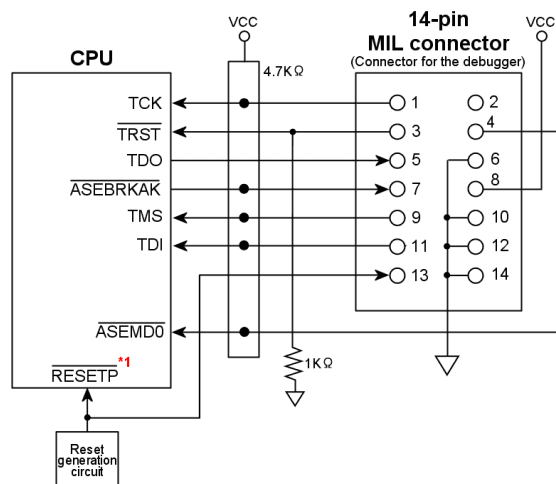 VCC
14-pin
MIL connector
(Connector for the debugger)
VCC
CPU
4.7KΩ
TCK
1
2
TRST
3
4
TDO
5
6
ASEBRKAK
7
8
TMS
9
10
TDI
11
12
13
14
ASEMD0
RESETP *1
1KΩ
Reset
generation
circuit